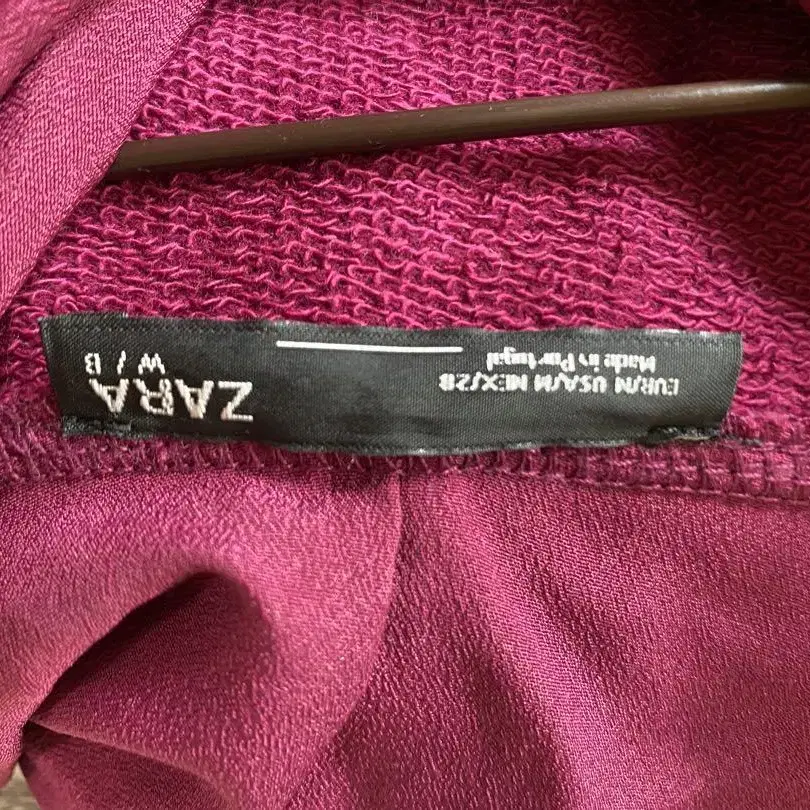 ZARA
W / B
EUR/M USA/M MEX/28
Made in Portugal